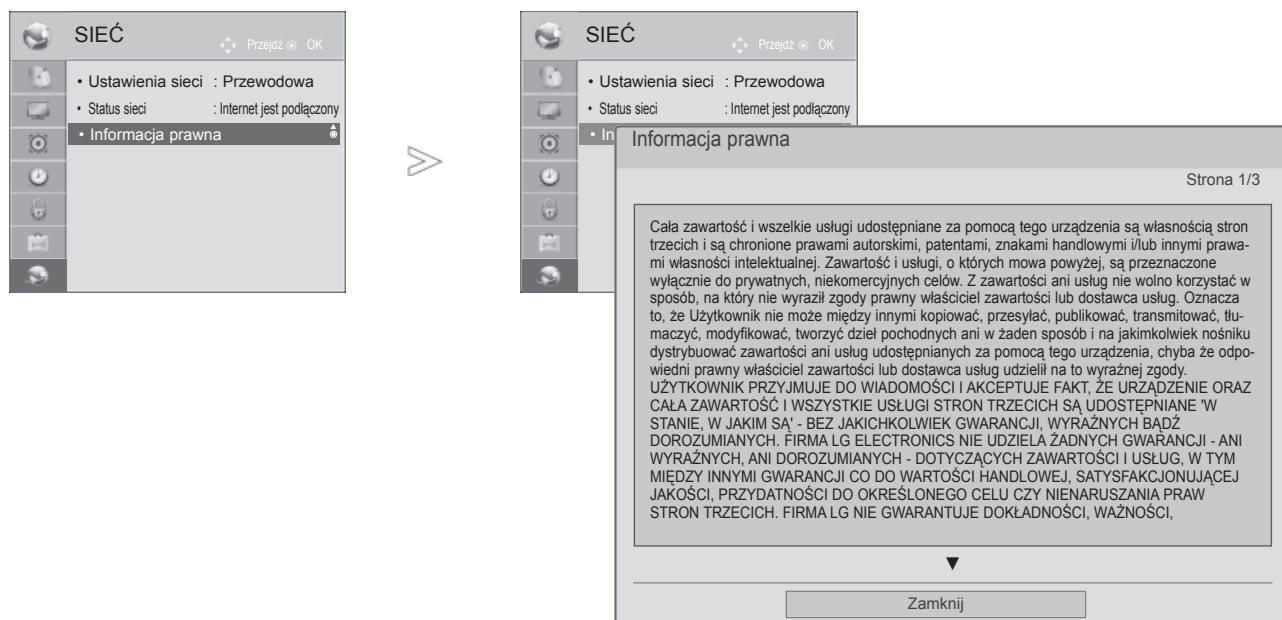 SIEĆ
Przejdź OK
• Ustawienia sieci : Przewodowa
• Status sieci : Internet jest podłączony
• Informacja prawna
SIEĆ
Przejdź OK
• Ustawienia sieci : Przewodowa
• Status sieci : Internet jest podłączony
• In
Informacja prawna
Strona 1/3
Cała zawartość i wszelkie usługi udostępniane za pomocą tego urządzenia są własnością stron
trzecich i są chronione prawami autorskimi, patentami, znakami handlowymi i/lub innymi prawa-
mi własności intelektualnej. Zawartość i usługi, o których mowa powyżej, są przeznaczone
wyłącznie do prywatnych, niekomercyjnych celów. Z zawartości ani usług nie wolno korzystać w
sposób, na który nie wyraził zgody prawny właściciel zawartości lub dostawca usług. Oznacza
to, że Użytkownik nie może między innymi kopiować, przesyłać, publikować, transmitować, tłu-
maczyć, modyfikować, tworzyć dzieł pochodnych ani w żaden sposób i na jakimkolwiek nośniku
dystrybuować zawartości ani usług udostępnianych za pomocą tego urządzenia, chyba że odpo-
wiedni prawny właściciel zawartości lub dostawca usług udzielił na to wyraźnej zgody.
UŻYTKOWNIK PRZYJMUJE DO WIADOMOŚCI I AKCEPTUJE FAKT, ŻE URZĄDZENIE ORAZ
CAŁA ZAWARTOŚĆ I WSZYSTKIE USŁUGI STRON TRZECICH SĄ UDOSTĘPNIANE 'W
STANIE, W JAKIM SĄ' - BEZ JAKICHKOLWIEK GWARANCJI, WYRAŹNYCH BĄDŹ
DOROZUMIANYCH. FIRMA LG ELECTRONICS NIE UDZIELA ŻADNYCH GWARANCJI - ANI
WYRAŹNYCH, ANI DOROZUMIANYCH - DOTYCZĄCYCH ZAWARTOŚCI I USŁUG, W TYM
MIĘDZY INNYMI GWARANCJI CO DO WARTOŚCI HANDLOWEJ, SATYSFAKCJONUJĄCEJ
JAKOŚCI, PRZYDATNOŚCI DO OKREŚLONEGO CELU CZY NIENARUSZANIA PRAW
STRON TRZECICH. FIRMA LG NIE GWARANTUJE DOKŁADNOŚCI, WAŻNOŚCI,
Zamknij